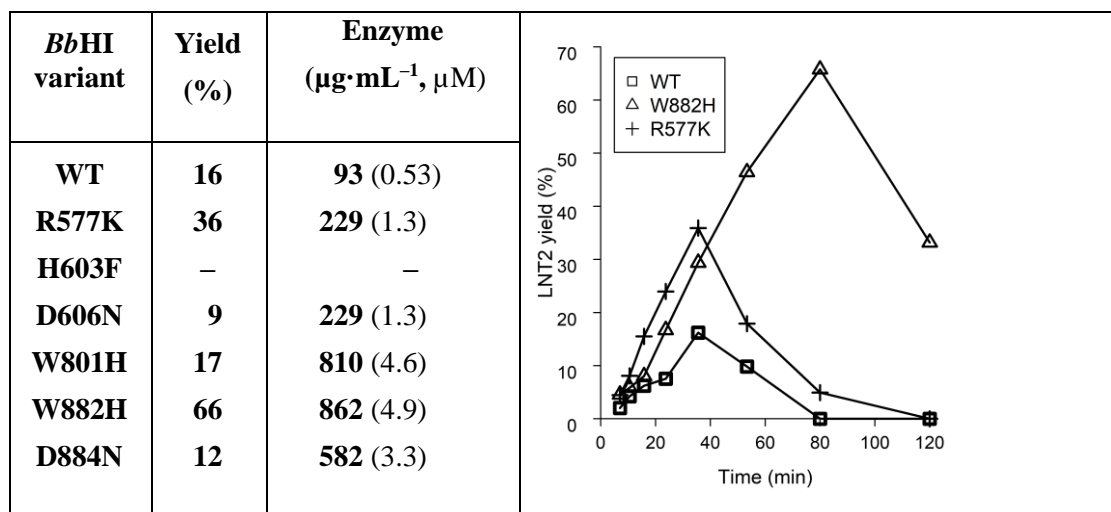 BbHI variant Yield (%) Enzyme (µg·mL⁻¹, µM)
WT 16 93 (0.53)
R577K 36 229 (1.3)
H603F – –
D606N 9 229 (1.3)
W801H 17 810 (4.6)
W882H 66 862 (4.9)
D884N 12 582 (3.3)
WT
W882H
R577K
LNT2 yield (%)
70
60
50
40
30
20
10
0
0 20 40 60 80 100 120
Time (min)